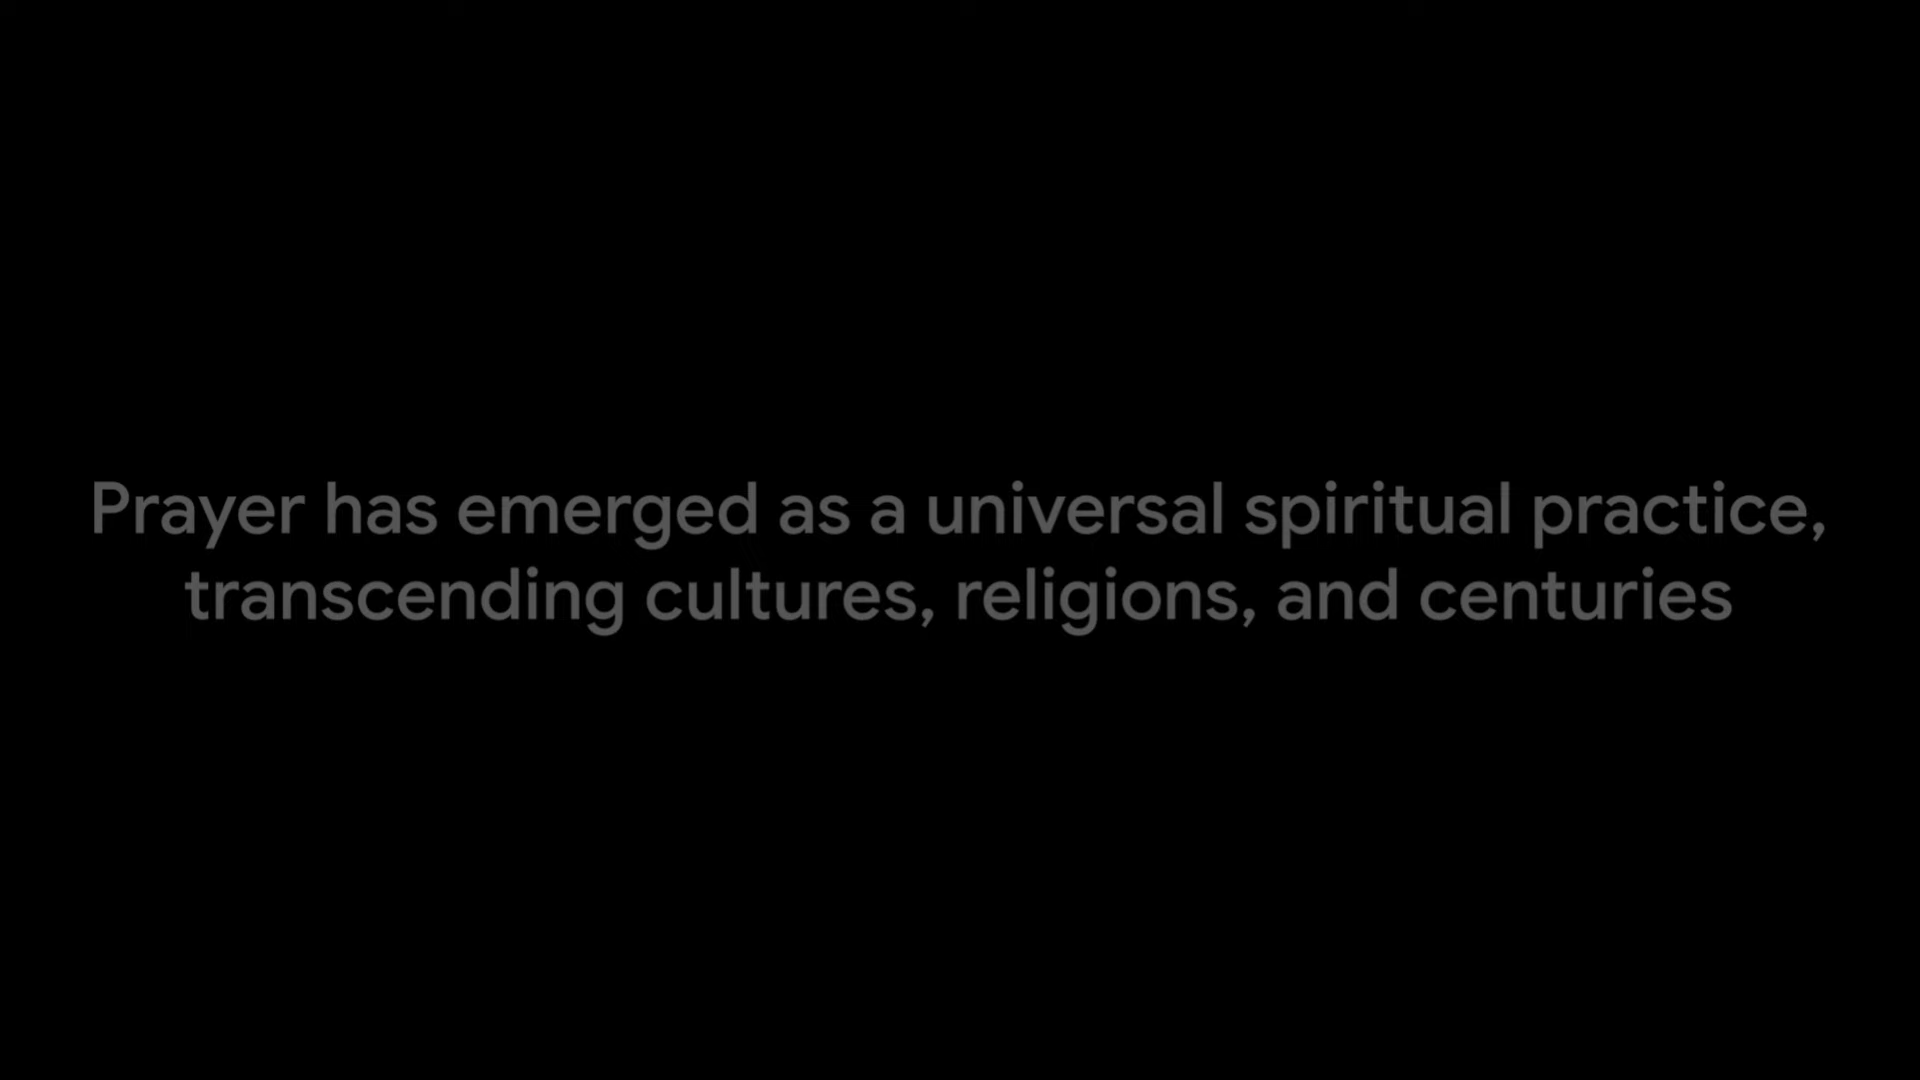 Prayer has emerged as a universal spiritual practice,
transcending cultures, religions, and centuries